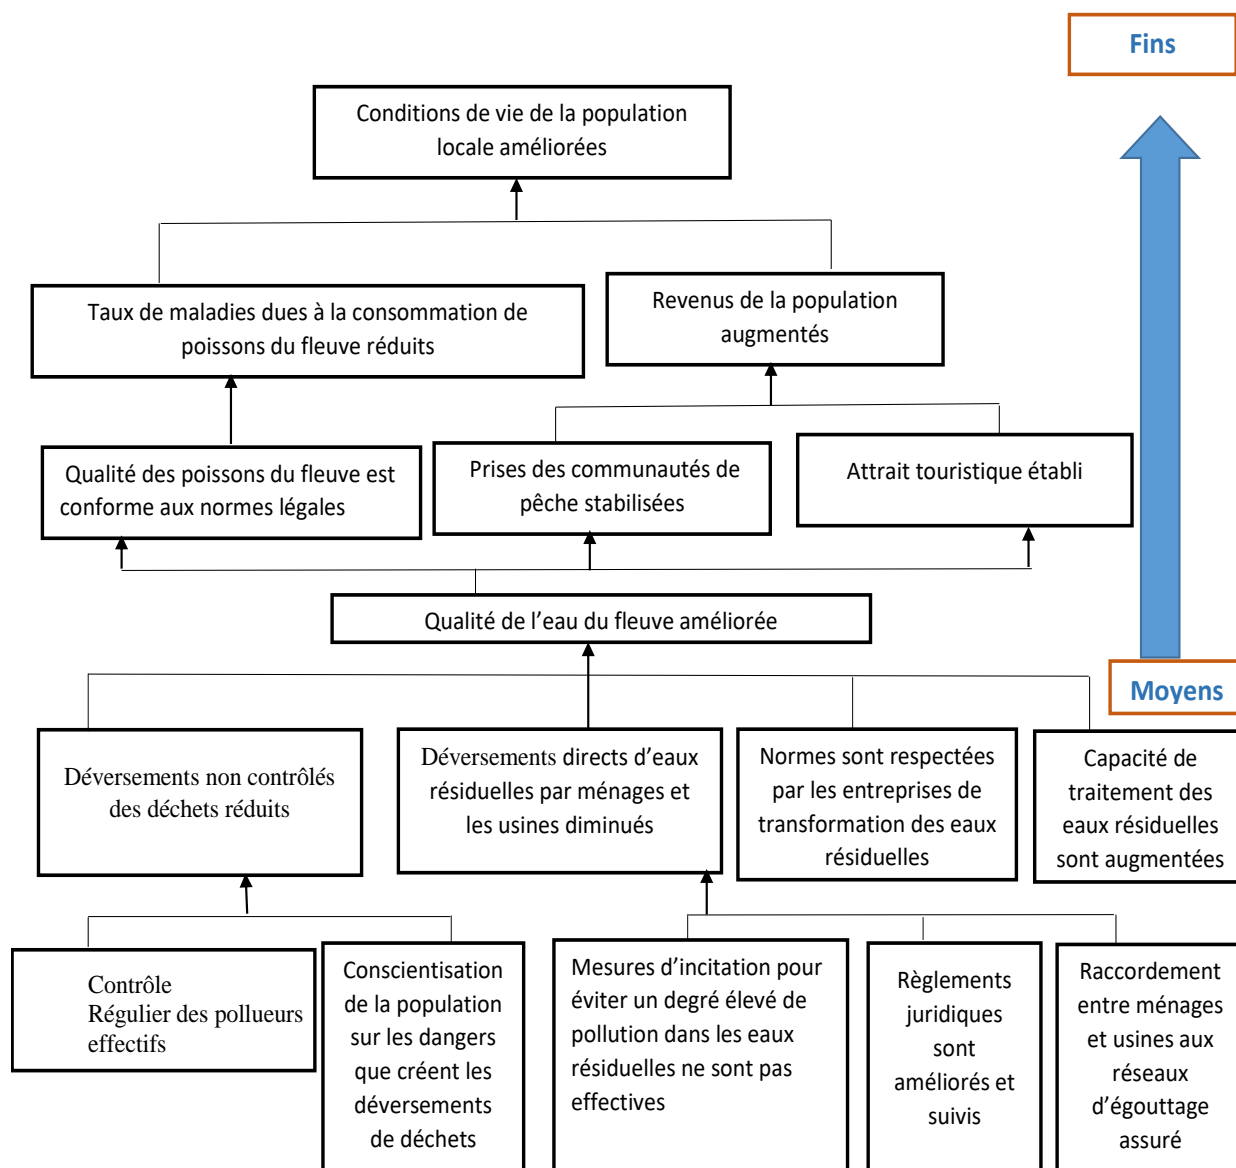 Fins
Conditions de vie de la population
locale améliorées
Taux de maladies dues à la consommation de
poissons du fleuve réduits
Revenus de la population
augmentés
Qualité des poissons du fleuve est
conforme aux normes légales
Prises des communautés de
pêche stabilisées
Attrait touristique établi
Qualité de l’eau du fleuve améliorée
Moyens
Déversements non contrôlés
des déchets réduits
Déversements directs d’eaux
résiduelles par ménages et
les usines diminués
Normes sont respectées
par les entreprises de
transformation des eaux
résiduelles
Capacité de
traitement des
eaux résiduelles
sont augmentées
Contrôle
Régulier des pollueurs
effectifs
Conscientisation
de la population
sur les dangers
que créent les
déversements
de déchets
Mesures d’incitation pour
éviter un degré élevé de
pollution dans les eaux
résiduelles ne sont pas
effectives
Règlements
juridiques
sont
améliorés et
suivis
Raccordement
entre ménages
et usines aux
réseaux
d’égouttage
assuré